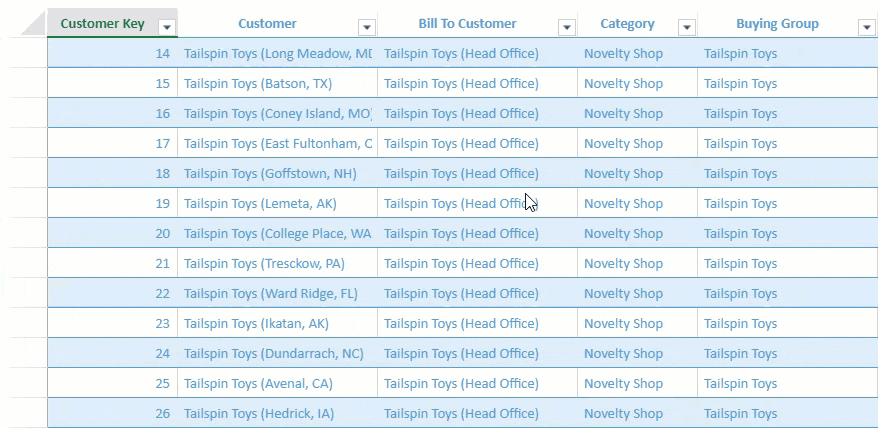 Customer Key Customer Bill To Customer Category Buying Group
14 Tailspin Toys (Long Meadow, MD Tailspin Toys (Head Office) Novelty Shop Tailspin Toys
15 Tailspin Toys (Batson, TX) Tailspin Toys (Head Office) Novelty Shop Tailspin Toys
16 Tailspin Toys (Coney Island, MO) Tailspin Toys (Head Office) Novelty Shop Tailspin Toys
17 Tailspin Toys (East Fultonham, O Tailspin Toys (Head Office) Novelty Shop Tailspin Toys
18 Tailspin Toys (Goffstown, NH) Tailspin Toys (Head Office) Novelty Shop Tailspin Toys
19 Tailspin Toys (Lemeta, AK) Tailspin Toys (Head Office) Novelty Shop Tailspin Toys
20 Tailspin Toys (College Place, WA Tailspin Toys (Head Office) Novelty Shop Tailspin Toys
21 Tailspin Toys (Tresckow, PA) Tailspin Toys (Head Office) Novelty Shop Tailspin Toys
22 Tailspin Toys (Ward Ridge, FL) Tailspin Toys (Head Office) Novelty Shop Tailspin Toys
23 Tailspin Toys (Ikatan, AK) Tailspin Toys (Head Office) Novelty Shop Tailspin Toys
24 Tailspin Toys (Dundarrach, NC) Tailspin Toys (Head Office) Novelty Shop Tailspin Toys
25 Tailspin Toys (Avenal, CA) Tailspin Toys (Head Office) Novelty Shop Tailspin Toys
26 Tailspin Toys (Hedrick, IA) Tailspin Toys (Head Office) Novelty Shop Tailspin Toys